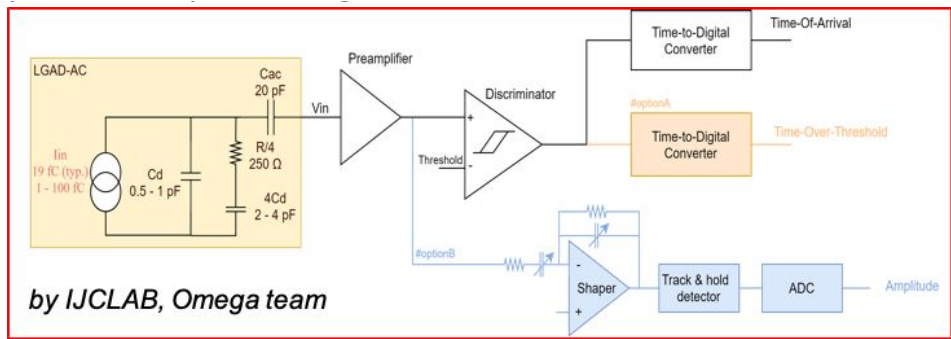 LGAD-AC
Cac
20 pF
Vin
R/4
250 Ω
Iin
19 fC (typ.)
1 - 100 fC
Cd
0.5 - 1 pF
4Cd
2 - 4 pF
Preamplifier
Discriminator
+
Threshold
-
Time-to-Digital
Converter
Time-Of-Arrival
#optionA
Time-to-Digital
Converter
Time-Over-Threshold
#optionB
-
Shaper
+
Track & hold
detector
ADC
Amplitude
by IJCLAB, Omega team